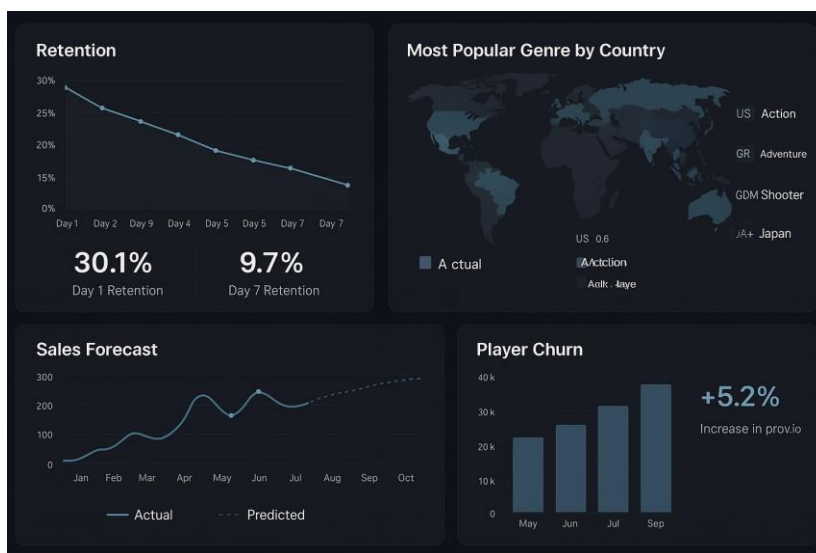 Retention
30%
25%
20%
15%
0%
Day 1 Day 2 Day 9 Day 4 Day 5 Day 5 Day 7 Day 7
30.1% 9.7%
Day 1 Retention Day 7 Retention
Most Popular Genre by Country
US Action
GR Adventure
GDM Shooter
JA+ Japan
US 0.6
A ctual
Sales Forecast
300
200
100
0
Jan Feb Mar Apr May Jun Jul Aug Sep Oct
Actual Predicted
Player Churn
40 k
30 k
20 k
10 k
0
May Jun Jul Sep
+5.2%
Increase in prov.io